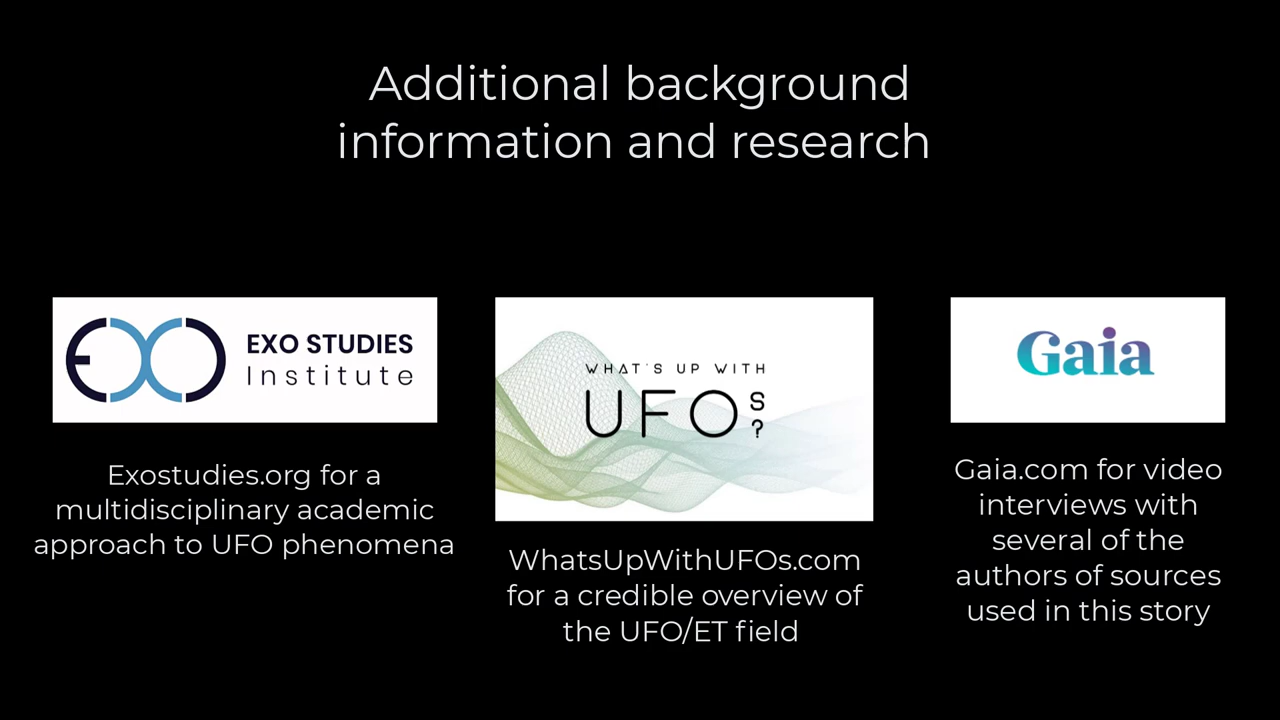 Additional background
information and research
EXO
EXO STUDIES
Institute
Exostudies.org for a
multidisciplinary academic
approach to UFO phenomena
WHAT'S UP WITH
UFOs?
WhatsUpWithUFOs.com
for a credible overview of
the UFO/ET field
Gaia
Gaia.com for video
interviews with
several of the
authors of sources
used in this story